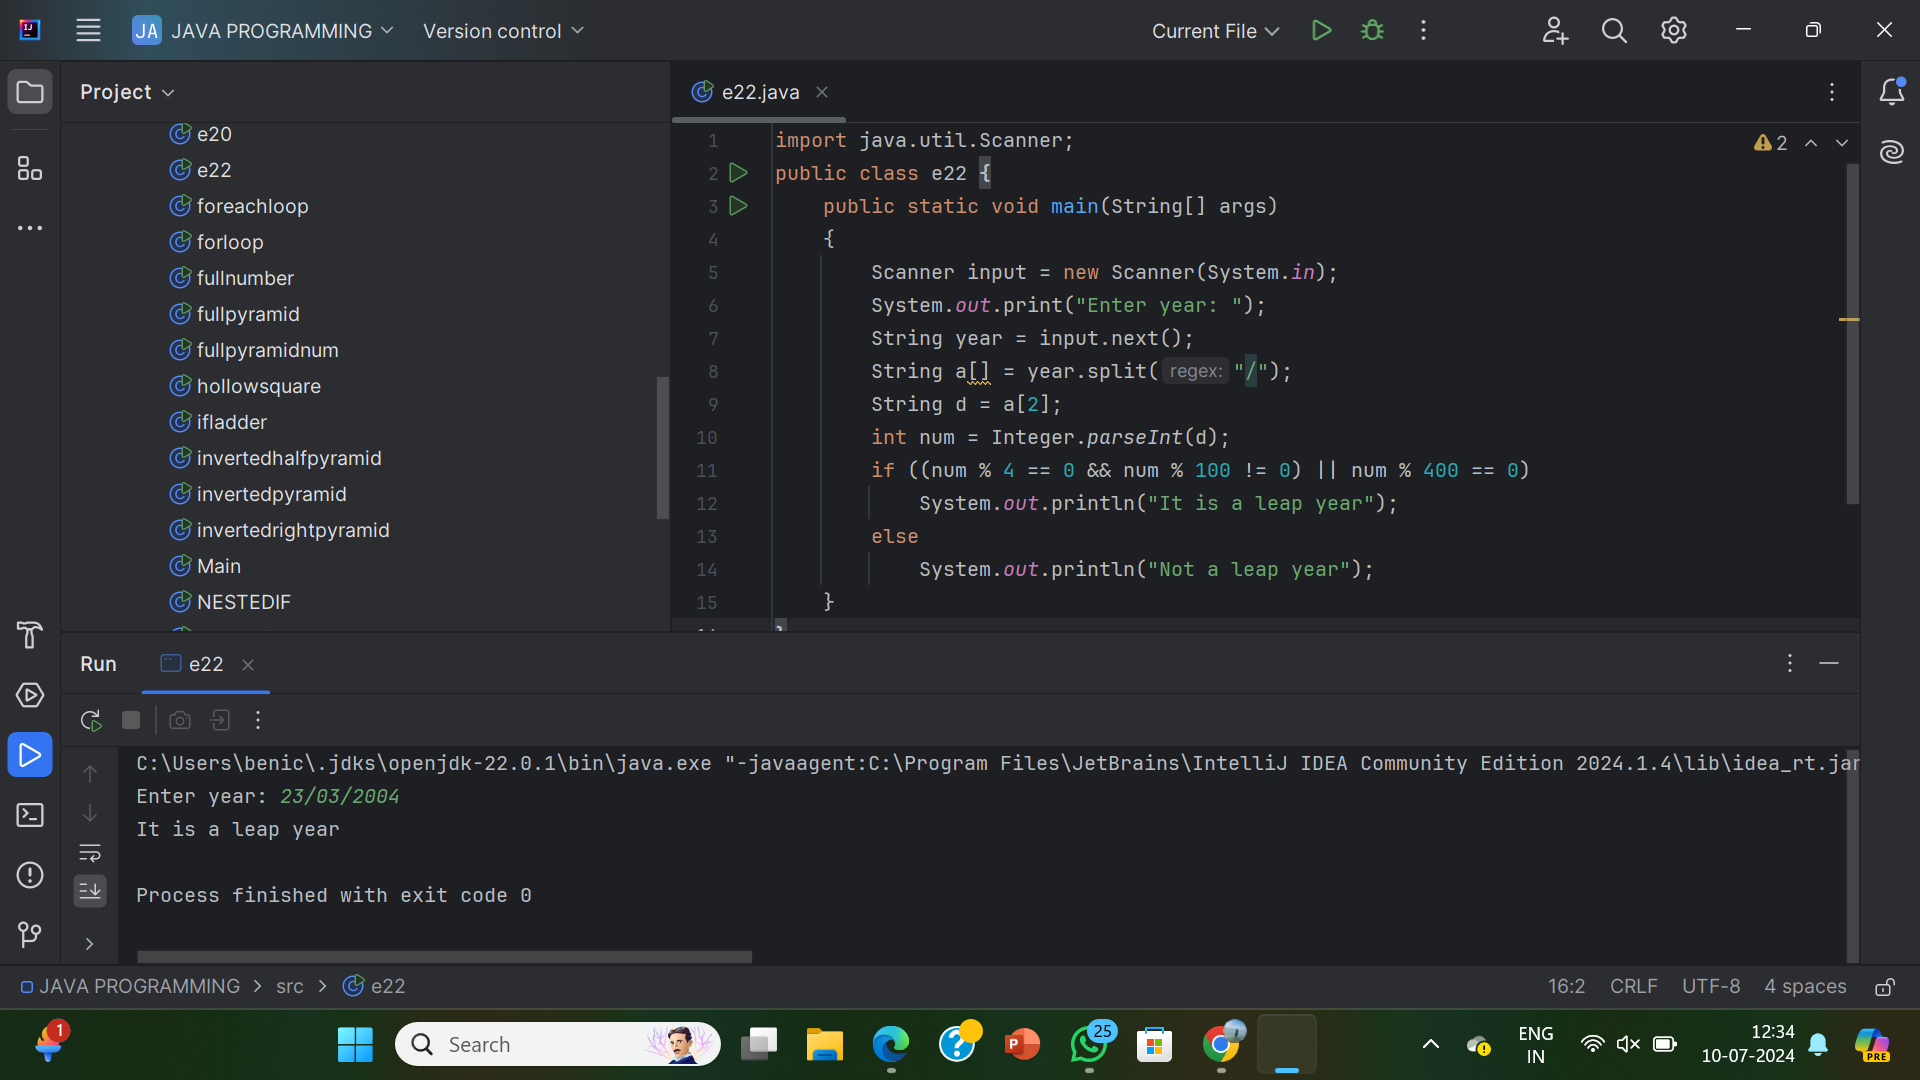 JA JAVA PROGRAMMING Version control Current File
Project
e20
e22
foreachloop
forloop
fullnumber
fullpyramid
fullpyramidnum
hollowsquare
ifladder
invertedhalfpyramid
invertedpyramid
invertedrightpyramid
Main
NESTEDIF
e22.java
2
1 import java.util.Scanner;
2 public class e22 {
3 public static void main(String[] args)
4 {
5 Scanner input = new Scanner(System.in);
6 System.out.print("Enter year: ");
7 String year = input.next();
8 String a[] = year.split( regex: "/");
9 String d = a[2];
10 int num = Integer.parseInt(d);
11 if ((num % 4 == 0 && num % 100 != 0) || num % 400 == 0)
12 System.out.println("It is a leap year");
13 else
14 System.out.println("Not a leap year");
15 }
Run e22
C:\Users\benic\.jdks\openjdk-22.0.1\bin\java.exe "-javaagent:C:\Program Files\JetBrains\IntelliJ IDEA Community Edition 2024.1.4\lib\idea_rt.jar
Enter year: 23/03/2004
It is a leap year
Process finished with exit code 0
JAVA PROGRAMMING > src > e22 16:2 CRLF UTF-8 4 spaces
1
Search
25
ENG
IN
12:34
10-07-2024
PRE